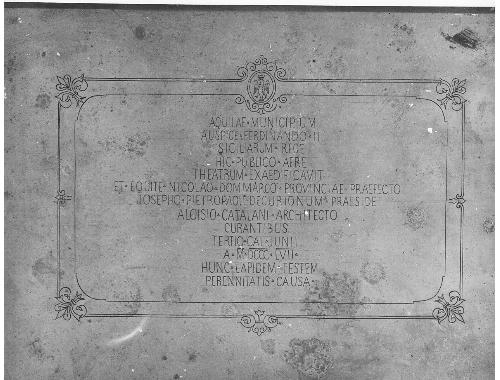 AQUILAE · MUNICIPIUM
AUSPICE · FERDINANDO · II
SICILIARUM · REGE
HIC · PUBLICO · AERE
THEATRUM · EXAEDIFICAVIT
ET · EQUITE · NICOLAO · DOMMARCO · PROVINCIAE · PRAEFECTO
JOSEPHO · PIETROPAOLI · DECURIONUM · PRAESIDE
ALOISIO · CATALANI · ARCHITECTO
CURANTIBUS
TERTIO · CAL · JUNII
A · MDCCCLVII ·
HUNC · LAPIDEM · TESTEM
PERENNITATIS · CAUSA ·